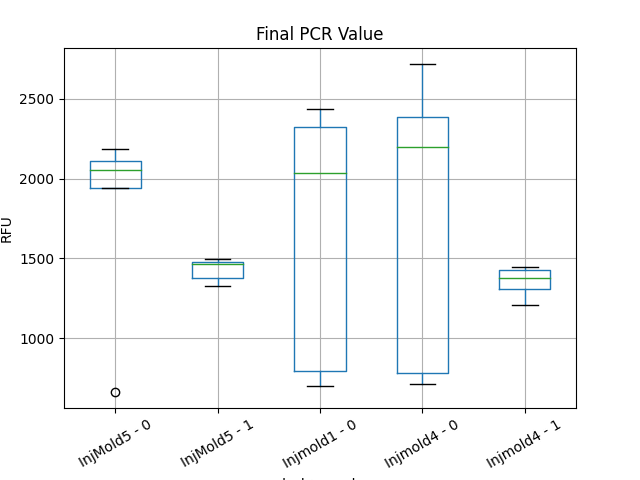 Final PCR Value
RFU
2500
2000
1500
1000
InjMold5 - 0
InjMold5 - 1
Injmold1 - 0
Injmold4 - 0
Injmold4 - 1